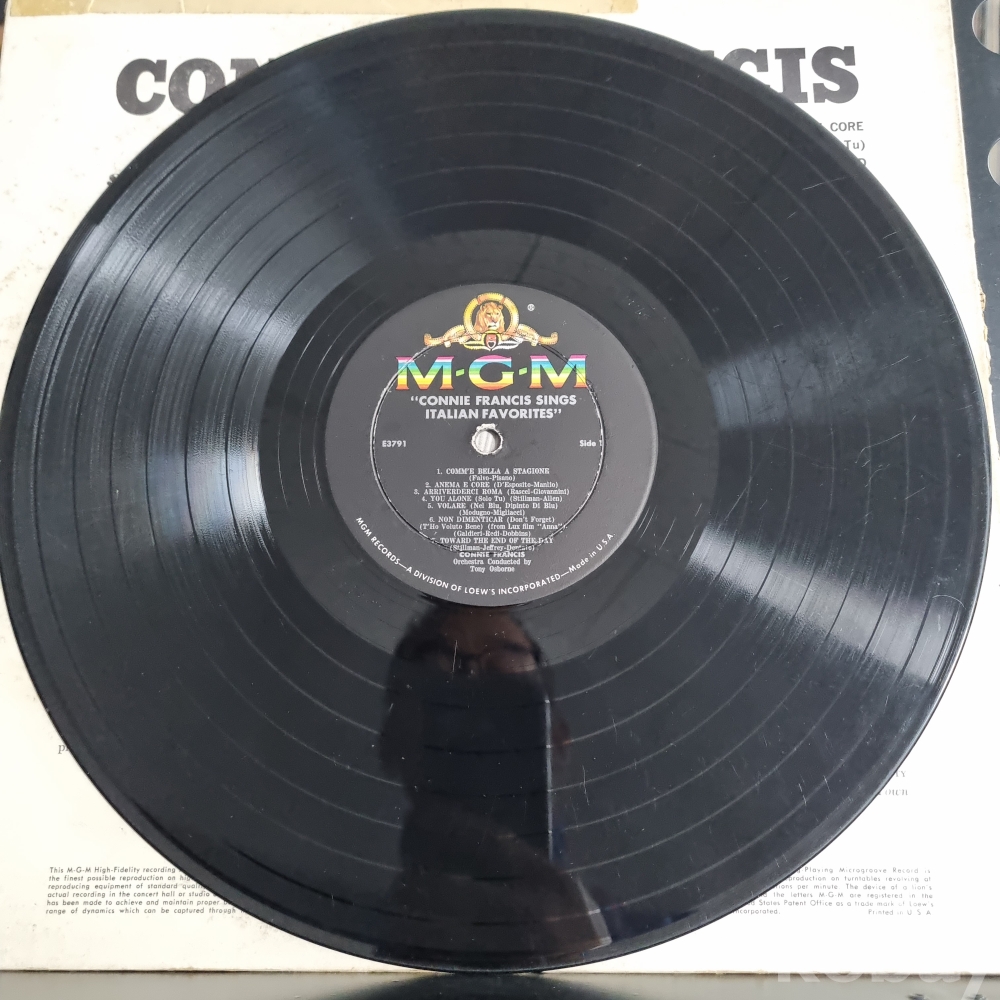 CORE
Tu)
M-G-M
®
"CONNIE FRANCIS SINGS
ITALIAN FAVORITES"
E3791
Side 1
1. COMM'E BELLA A STAGIONE
(Falvo-Pisano)
2. ANEMA E CORE (D'Esposito-Manlio)
3. ARRIVERDERCI ROMA (Rascel-Giovannini)
4. YOU ALONE (Solo Tu) (Stillman-Allen)
5. VOLARE (Nel Blu, Dipinto Di Blu)
(Modugno-Migliacci)
6. NON DIMENTICAR (Don't Forget)
(T'Ho Voluto Bene) (from Lux film "Anna")
(Galdieri-Redi-Dobbins)
7. TOWARD THE END OF THE DAY
(Stillman-Jeffrey-
CONNIE FRANCIS
Orchestra Conducted by
Tony Osborne
MGM RECORDS—A DIVISION OF LOEW'S INCORPORATED—Made in U.S.A
This M-G-M High-Fidelity recording
the finest possible reproduction on
reproducing equipment of standard
actual recording in the concert hall or studio
has been made to achieve and maintain proper
range of dynamics which can be captured through
Playing Microgroove Record is
on turntables revolving at
per minute. The device of a lion's
the letters M-G-M are registered in the
States Patent Office as a trade mark of Loew's
Printed in U S A